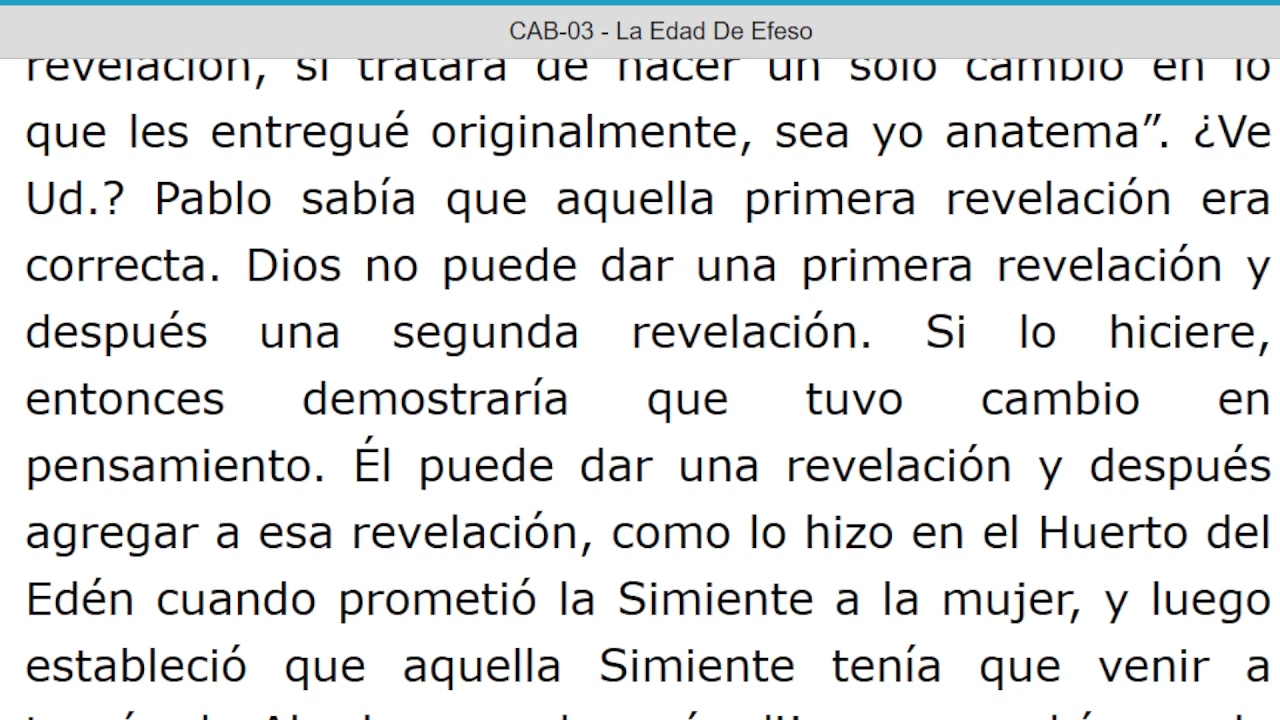 CAB-03 - La Edad De Efeso
revelación, si tratara de hacer un solo cambio en lo
que les entregué originalmente, sea yo anatema”. ¿Ve
Ud.? Pablo sabía que aquella primera revelación era
correcta. Dios no puede dar una primera revelación y
después una segunda revelación. Si lo hiciere,
entonces demostraría que tuvo cambio en
pensamiento. Él puede dar una revelación y después
agregar a esa revelación, como lo hizo en el Huerto del
Edén cuando prometió la Simiente a la mujer, y luego
estableció que aquella Simiente tenía que venir a